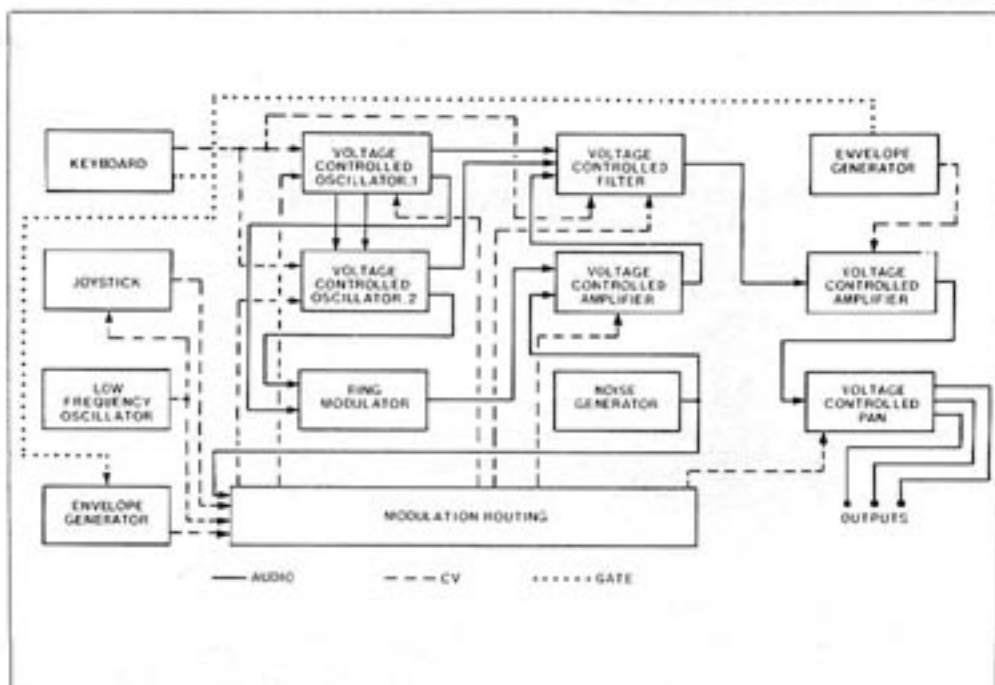 KEYBOARD
VOLTAGE
CONTROLLED
OSCILLATOR.1
VOLTAGE
CONTROLLED
FILTER
ENVELOPE
GENERATOR
JOYSTICK
VOLTAGE
CONTROLLED
OSCILLATOR.2
VOLTAGE
CONTROLLED
AMPLIFIER
VOLTAGE
CONTROLLED
AMPLIFIER
LOW
FREQUENCY
OSCILLATOR
RING
MODULATOR
NOISE
GENERATOR
VOLTAGE
CONTROLLED
PAN
ENVELOPE
GENERATOR
MODULATION ROUTING
OUTPUTS
AUDIO
CV
GATE